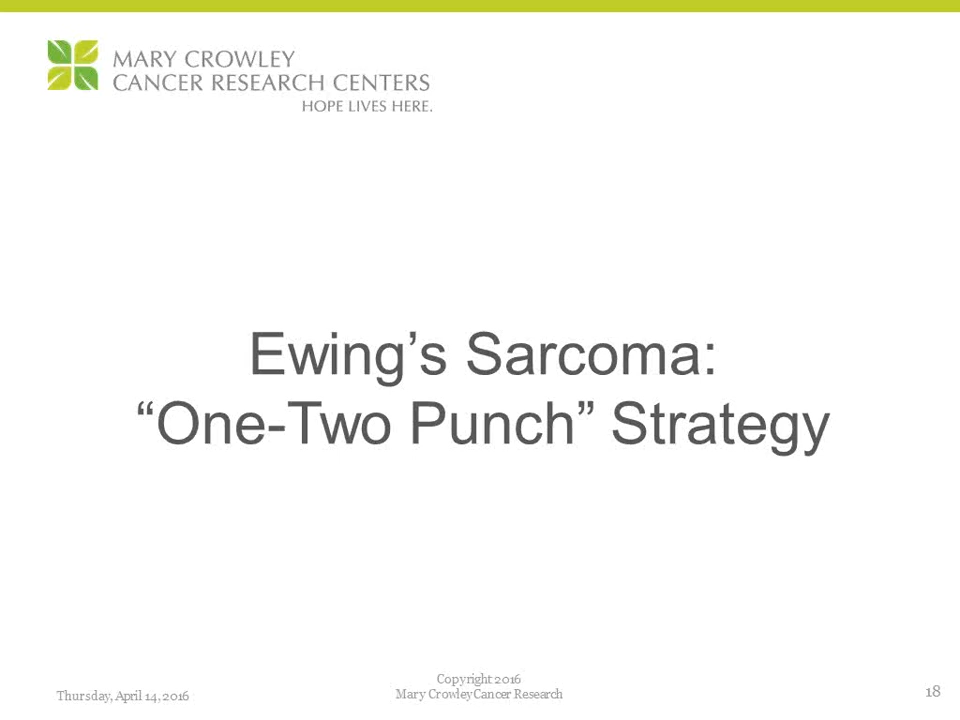 MARY CROWLEY
CANCER RESEARCH CENTERS
HOPE LIVES HERE.
Ewing’s Sarcoma:
“One-Two Punch” Strategy
Thursday, April 14, 2016
Copyright 2016
Mary Crowley Cancer Research
18